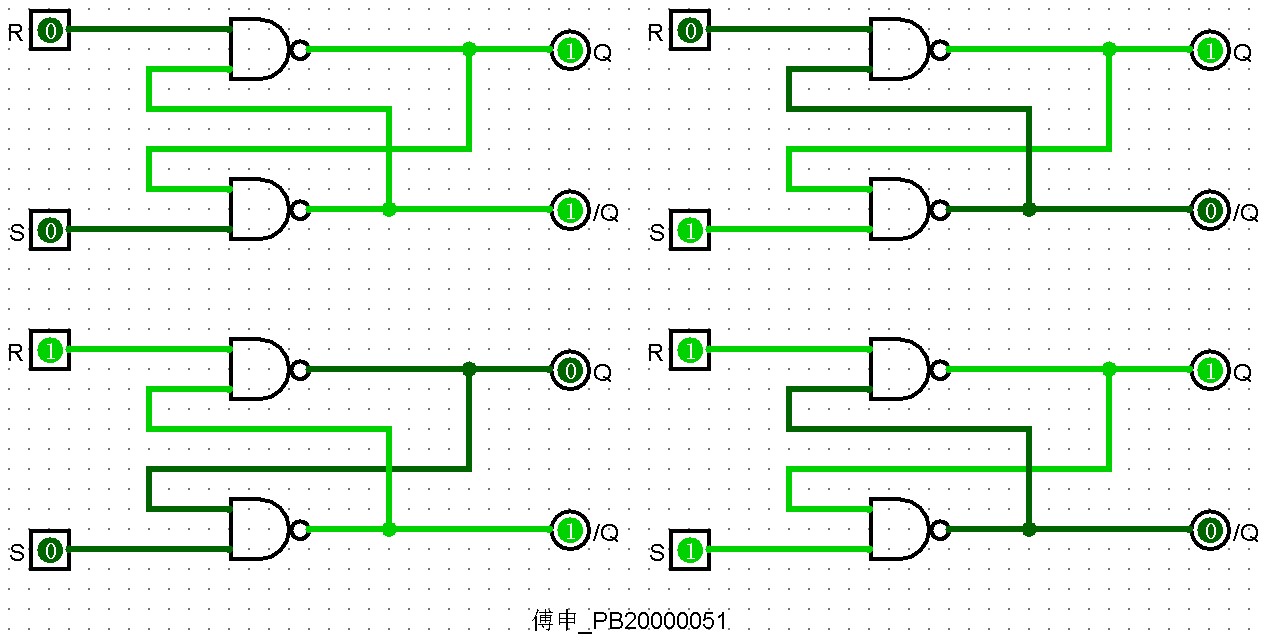 R 0 1 Q
S 0 1 /Q
R 0 1 Q
S 1 0 /Q
R 1 0 Q
S 0 1 /Q
R 1 1 Q
S 1 0 /Q
傅申_PB20000051